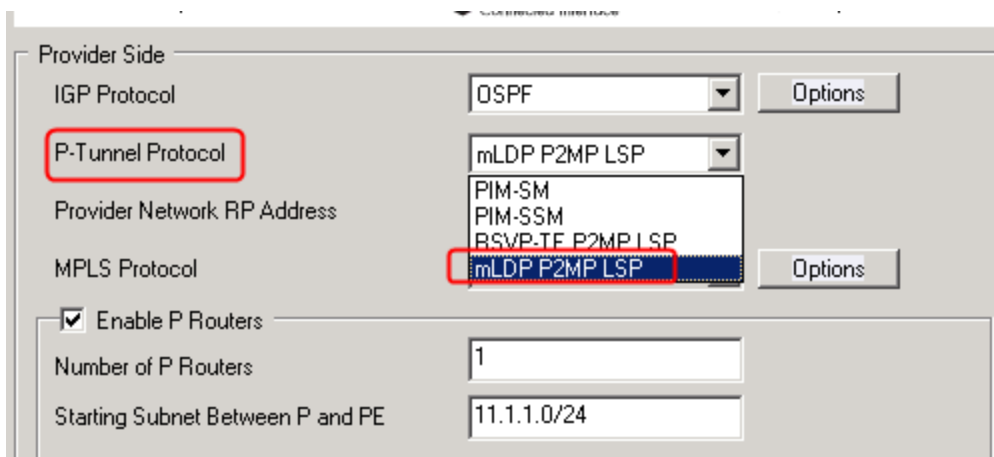 Connected Interface
Provider Side
IGP Protocol
OSPF
Options
P-Tunnel Protocol
mLDP P2MP LSP
PIM-SM
Provider Network RP Address
PIM-SSM
RSVP-TE P2MP LSP
MPLS Protocol
mLDP P2MP LSP
Options
Enable P Routers
Number of P Routers
1
Starting Subnet Between P and PE
11.1.1.0/24